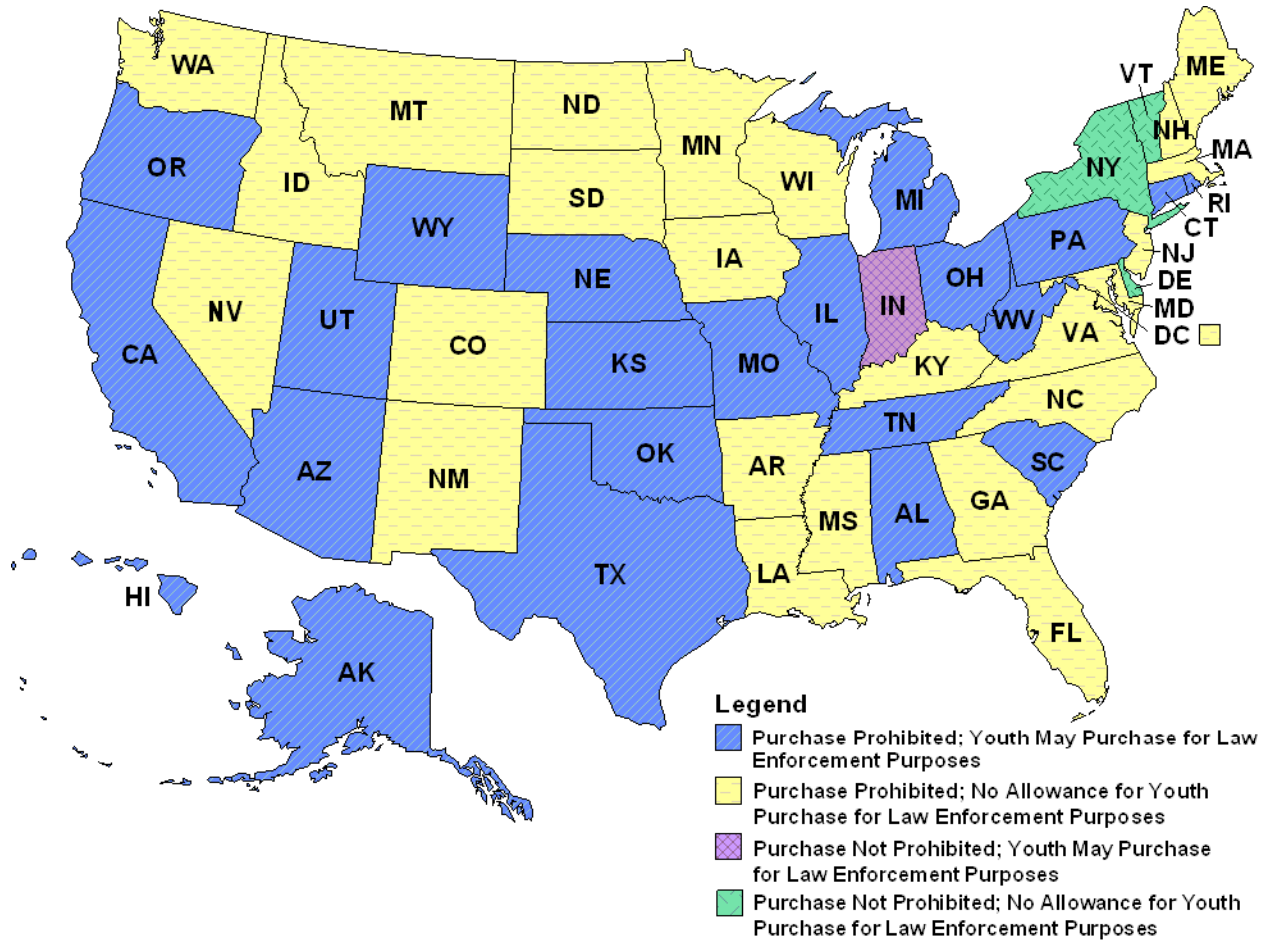 WA
MT
ND
MN
VT
ME
NH
MA
OR
ID
SD
WI
NY
MI
RI
WY
CT
IA
PA
NJ
NE
OH
DE
NV
UT
IL
IN
MD
WV
DC
VA
CA
CO
KS
MO
KY
NC
TN
AZ
NM
OK
AR
SC
MS
AL
GA
LA
TX
HI
FL
AK
Legend
Purchase Prohibited; Youth May Purchase for Law
Enforcement Purposes
Purchase Prohibited; No Allowance for Youth
Purchase for Law Enforcement Purposes
Purchase Not Prohibited; Youth May Purchase
for Law Enforcement Purposes
Purchase Not Prohibited; No Allowance for Youth
Purchase for Law Enforcement Purposes